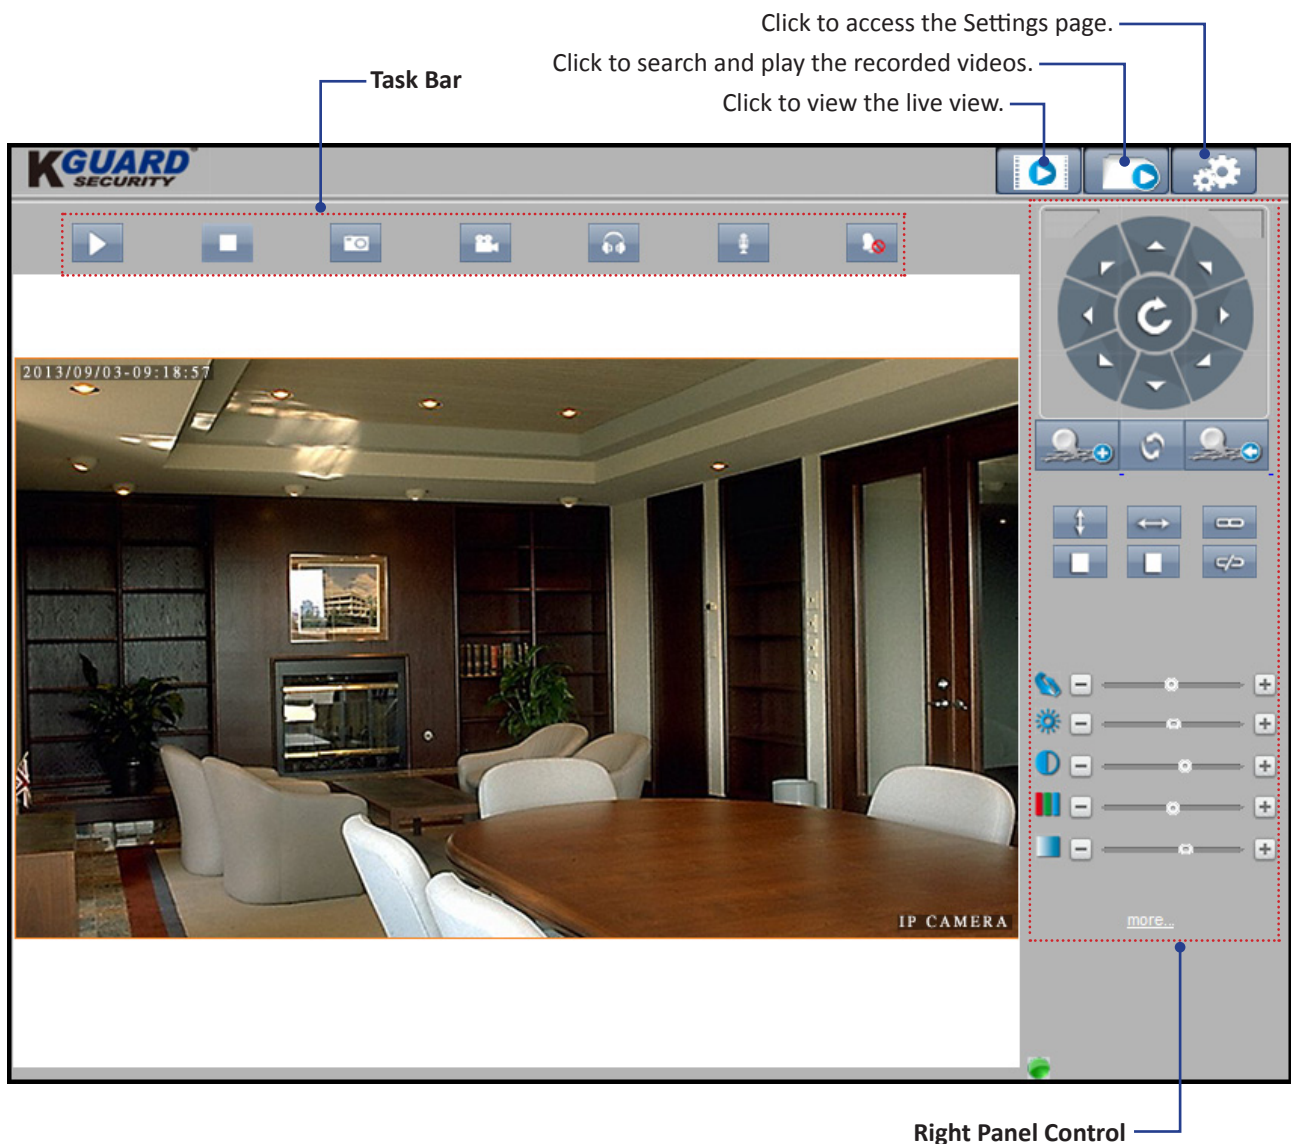 Click to access the Settings page.
Click to search and play the recorded videos.
Task Bar
Click to view the live view.
KGUARD
SECURITY
2013/09/03-09:18:57
IP CAMERA
more...
Right Panel Control